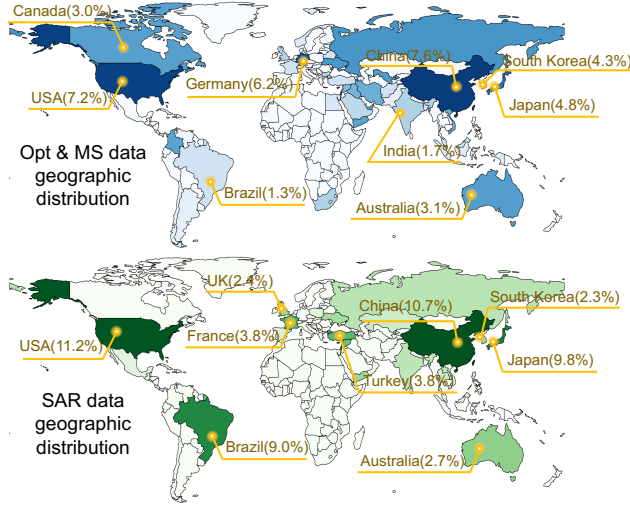 Canada(3.0%)
China(7.6%)
South Korea(4.3%)
Germany(6.2%)
USA(7.2%)
Japan(4.8%)
Opt & MS data
geographic
distribution
India(1.7%)
Brazil(1.3%)
Australia(3.1%)
UK(2.4%)
China(10.7%)
South Korea(2.3%)
France(3.8%)
USA(11.2%)
Japan(9.8%)
Turkey(3.8%)
SAR data
geographic
distribution
Brazil(9.0%)
Australia(2.7%)